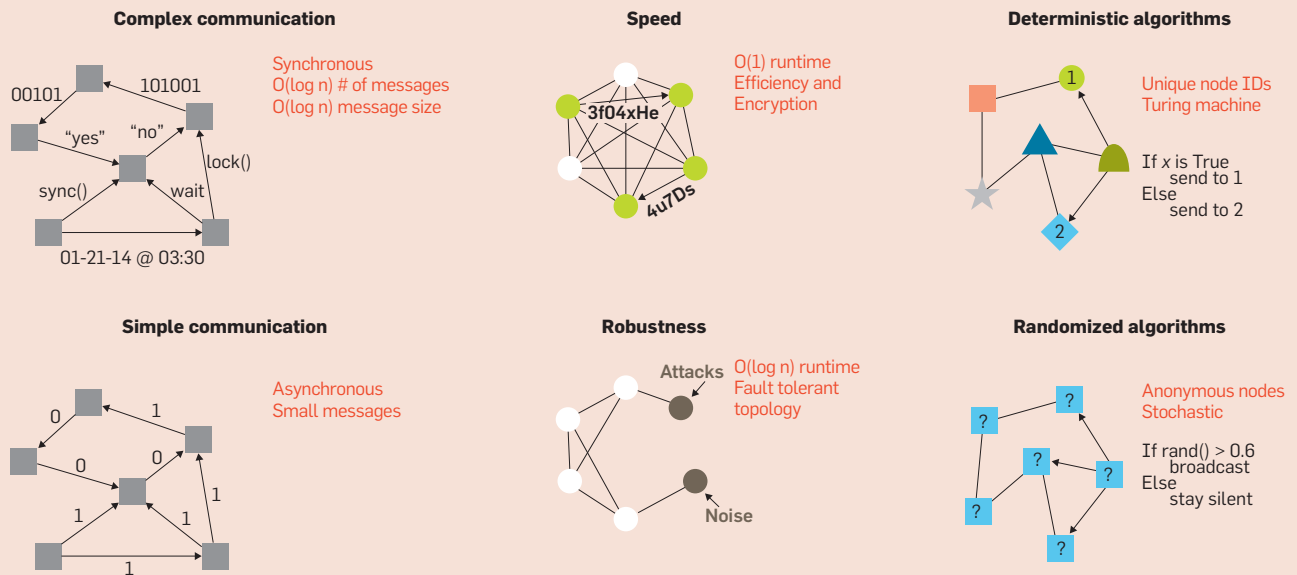 Complex communication
Synchronous
O(log n) # of messages
O(log n) message size
00101
101001
“yes”
“no”
lock()
sync()
wait
01-21-14 @ 03:30
Speed
O(1) runtime
Efficiency and
Encryption
3f04xHe
4u7Ds
Deterministic algorithms
Unique node IDs
Turing machine
1
2
If x is True
send to 1
Else
send to 2
Simple communication
Asynchronous
Small messages
0
1
0
0
1
1
1
1
Robustness
O(log n) runtime
Fault tolerant
topology
Attacks
Noise
Randomized algorithms
Anonymous nodes
Stochastic
?
?
?
?
?
?
If rand() > 0.6
broadcast
Else
stay silent